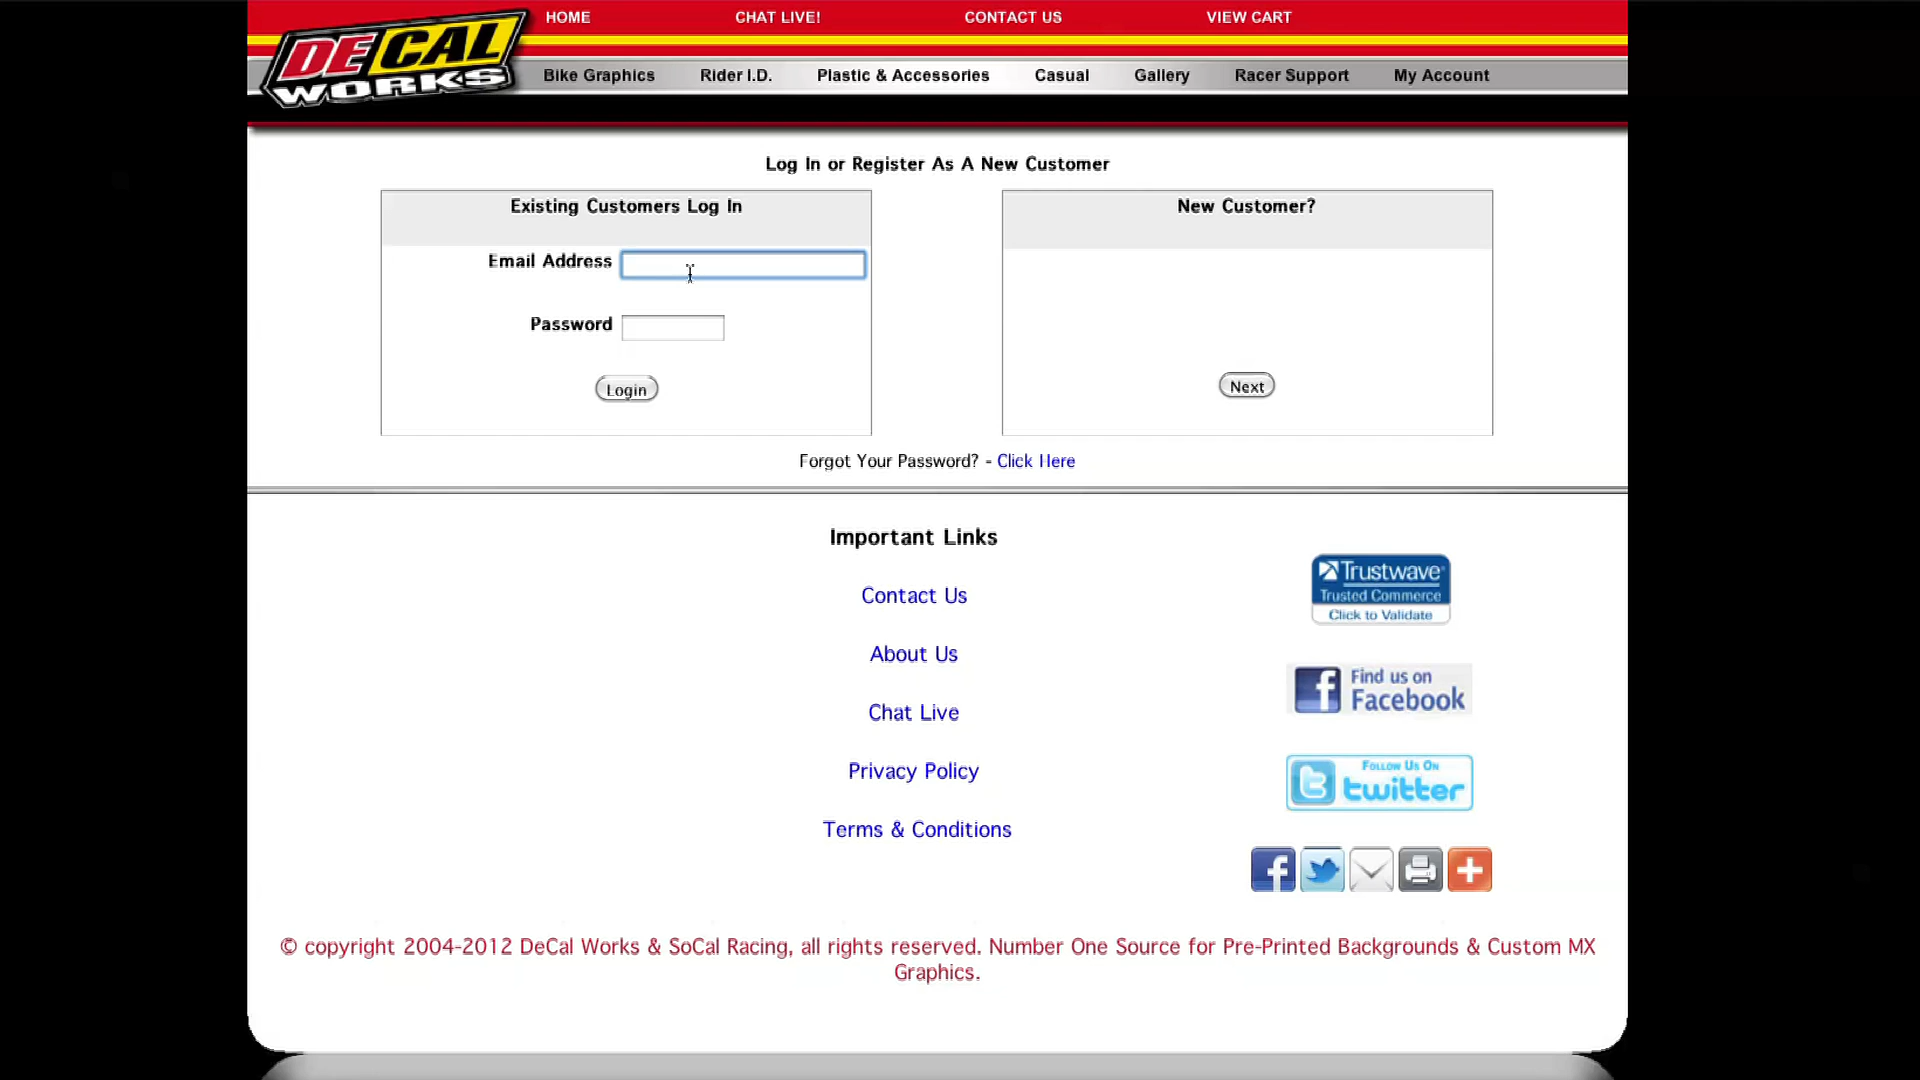 HOME CHAT LIVE! CONTACT US VIEW CART
DECAL
WORKS
Bike Graphics Rider I.D. Plastic & Accessories Casual Gallery Racer Support My Account
Log In or Register As A New Customer
Existing Customers Log In
Email Address
Password
Login
New Customer?
Next
Forgot Your Password? - Click Here
Important Links
Contact Us
About Us
Chat Live
Privacy Policy
Terms & Conditions
Trustwave
Trusted Commerce
Click to Validate
Find us on
Facebook
FOLLOW US ON
twitter
© copyright 2004-2012 DeCal Works & SoCal Racing, all rights reserved. Number One Source for Pre-Printed Backgrounds & Custom MX
Graphics.